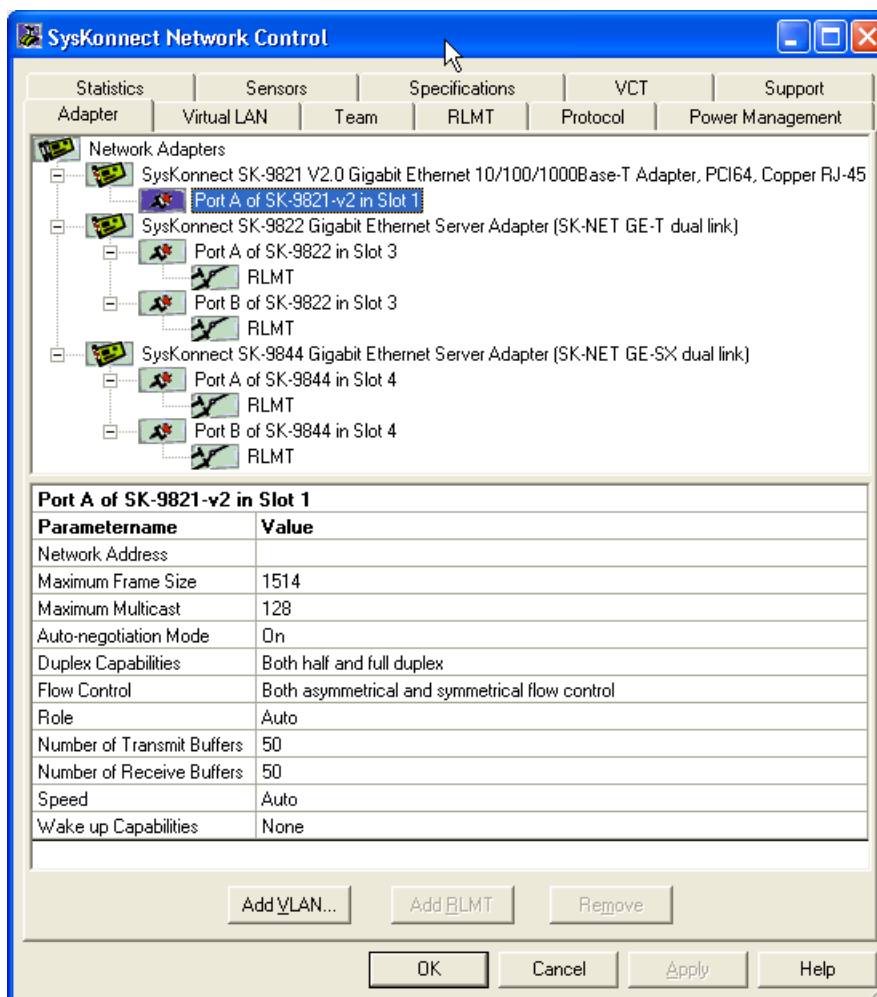 SysKonnect Network Control
Statistics Sensors Specifications VCT Support
Adapter Virtual LAN Team RLMT Protocol Power Management
Network Adapters
SysKonnect SK-9821 V2.0 Gigabit Ethernet 10/100/1000Base-T Adapter, PCI64, Copper RJ-45
Port A of SK-9821-v2 in Slot 1
SysKonnect SK-9822 Gigabit Ethernet Server Adapter (SK-NET GE-T dual link)
Port A of SK-9822 in Slot 3
RLMT
Port B of SK-9822 in Slot 3
RLMT
SysKonnect SK-9844 Gigabit Ethernet Server Adapter (SK-NET GE-SX dual link)
Port A of SK-9844 in Slot 4
RLMT
Port B of SK-9844 in Slot 4
RLMT
Port A of SK-9821-v2 in Slot 1
Parametername Value
Network Address
Maximum Frame Size 1514
Maximum Multicast 128
Auto-negotiation Mode On
Duplex Capabilities Both half and full duplex
Flow Control Both asymmetrical and symmetrical flow control
Role Auto
Number of Transmit Buffers 50
Number of Receive Buffers 50
Speed Auto
Wake up Capabilities None
Add VLAN... Add RLMT Remove
OK Cancel Apply Help